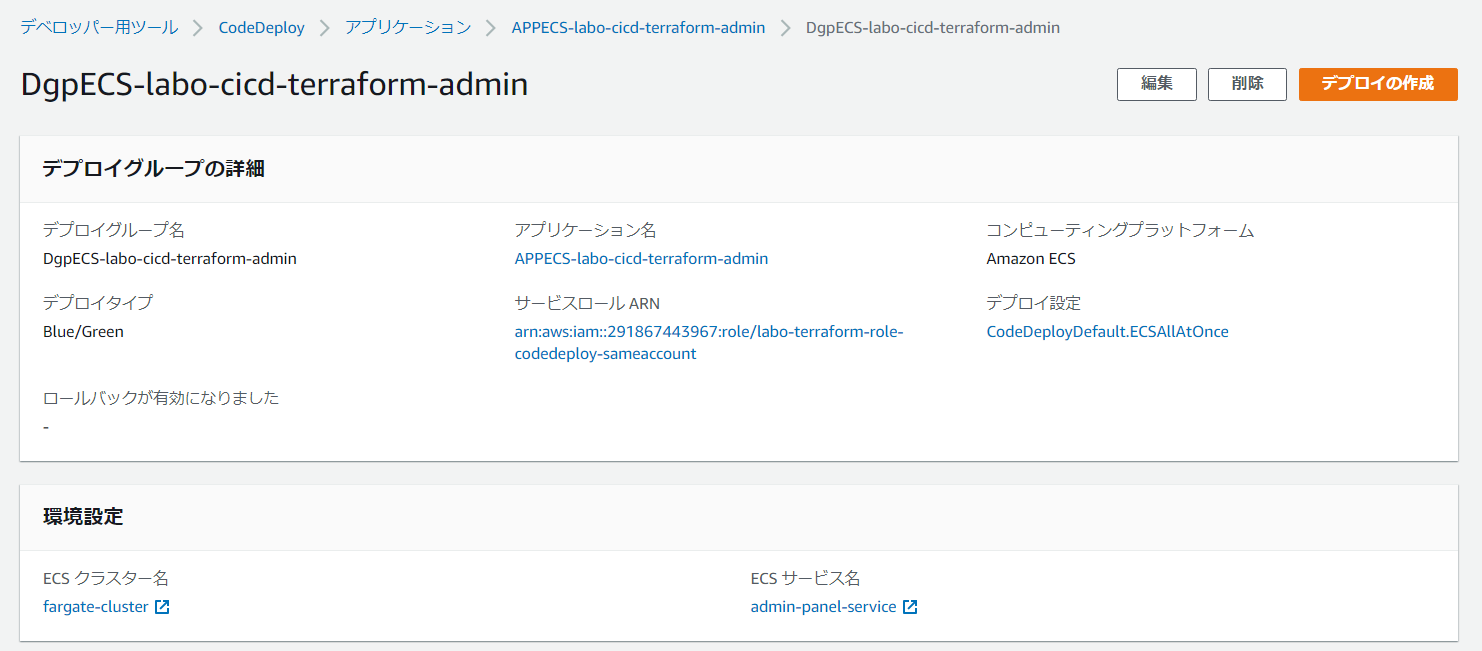 デベロッパー用ツール > CodeDeploy > アプリケーション > APPECS-labo-cicd-terraform-admin > DgpECS-labo-cicd-terraform-admin
DgpECS-labo-cicd-terraform-admin 編集 削除 デプロイの作成
デプロイグループの詳細
デプロイグループ名 アプリケーション名 コンピューティングプラットフォーム
DgpECS-labo-cicd-terraform-admin APPECS-labo-cicd-terraform-admin Amazon ECS
デプロイタイプ サービスロール ARN デプロイ設定
Blue/Green arn:aws:iam::291867443967:role/labo-terraform-role- CodeDeployDefault.ECSAllAtOnce
codedeploy-sameaccount
ロールバックが有効になりました
-
環境設定
ECS クラスター名 ECS サービス名
fargate-cluster admin-panel-service